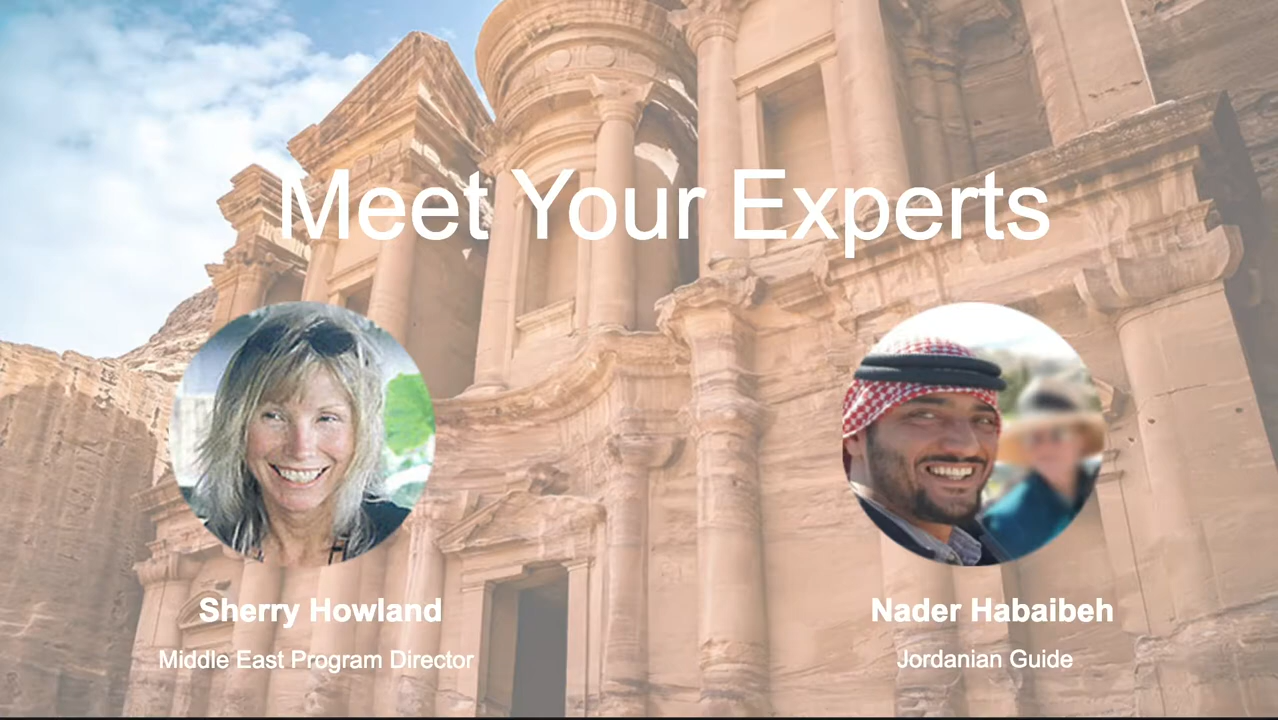 Meet Your Experts
Sherry Howland
Middle East Program Director
Nader Habaibeh
Jordanian Guide